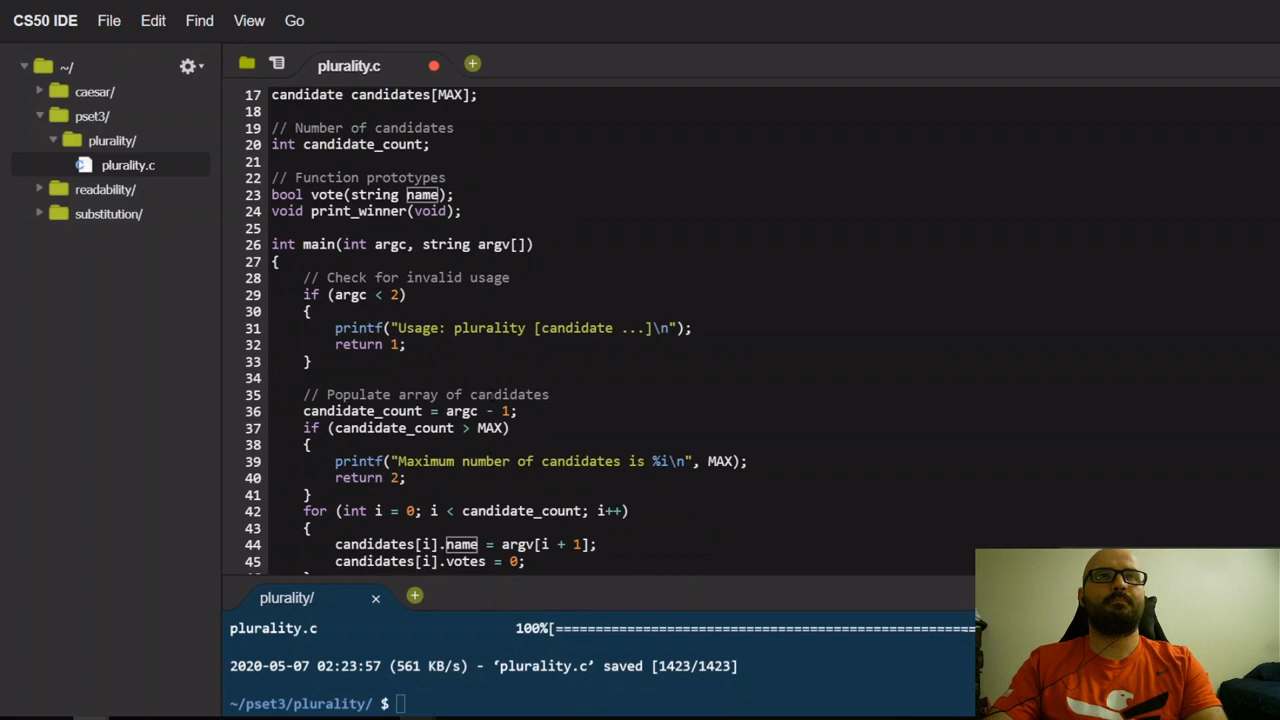 CS50 IDE File Edit Find View Go
~/
caesar/
pset3/
plurality/
plurality.c
readability/
substitution/
plurality.c
17 candidate candidates[MAX];
18
19 // Number of candidates
20 int candidate_count;
21
22 // Function prototypes
23 bool vote(string name);
24 void print_winner(void);
25
26 int main(int argc, string argv[])
27 {
28 // Check for invalid usage
29 if (argc < 2)
30 {
31 printf("Usage: plurality [candidate ...]\n");
32 return 1;
33 }
34
35 // Populate array of candidates
36 candidate_count = argc - 1;
37 if (candidate_count > MAX)
38 {
39 printf("Maximum number of candidates is %i\n", MAX);
40 return 2;
41 }
42 for (int i = 0; i < candidate_count; i++)
43 {
44 candidates[i].name = argv[i + 1];
45 candidates[i].votes = 0;
plurality/
plurality.c 100%[=====================================================
2020-05-07 02:23:57 (561 KB/s) - ‘plurality.c’ saved [1423/1423]
~/pset3/plurality/ $